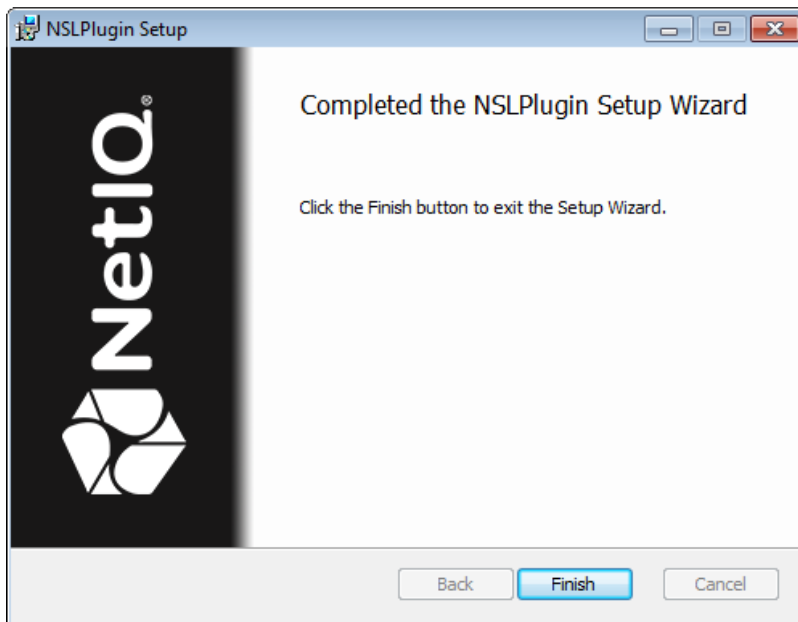 NSLPlugin Setup
NetIQ®
Completed the NSLPlugin Setup Wizard
Click the Finish button to exit the Setup Wizard.
Back
Finish
Cancel